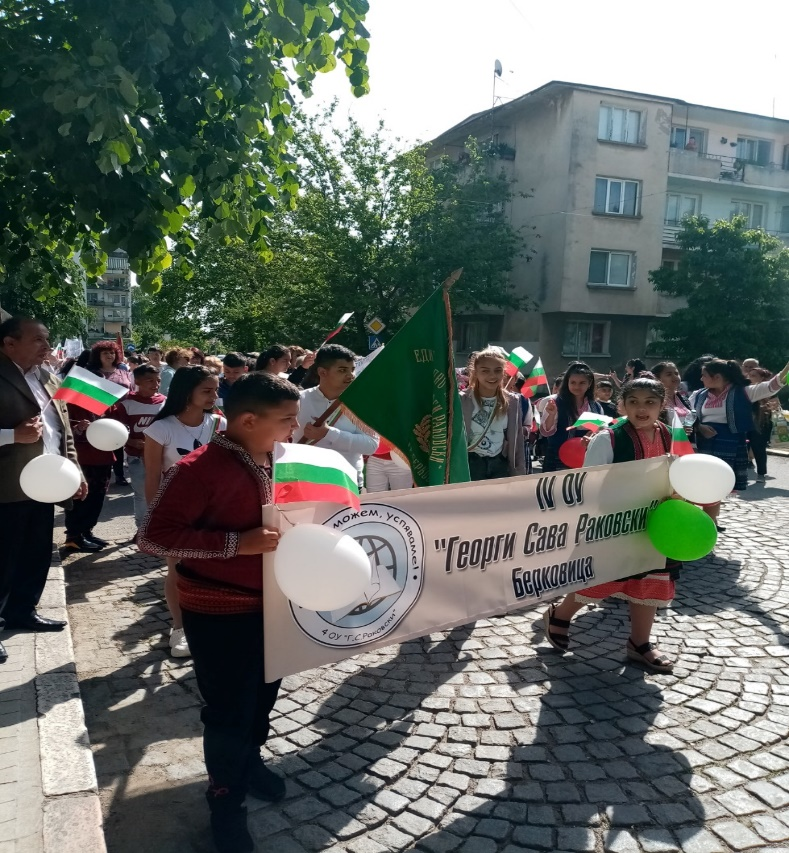 IV ОУ
"Георги Сава Раковски"
Берковица
можем, успяваме!
4 ОУ "Г.С.РАКОВСКИ"